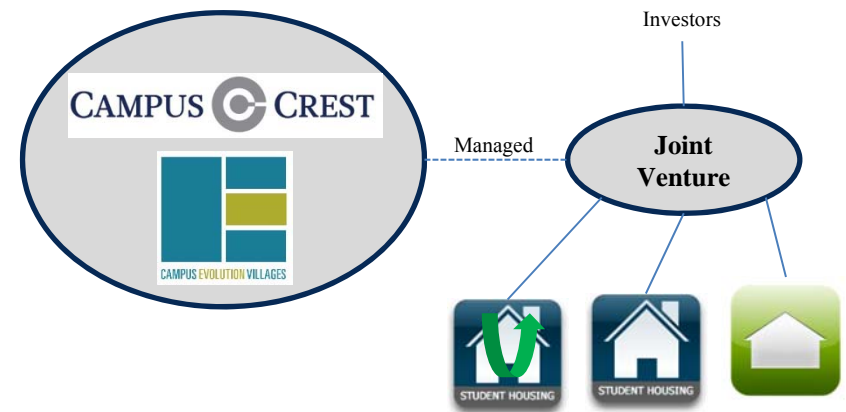 Investors
CAMPUS CREST
Managed
Joint
Venture
CAMPUS EVOLUTION VILLAGES
STUDENT HOUSING
STUDENT HOUSING